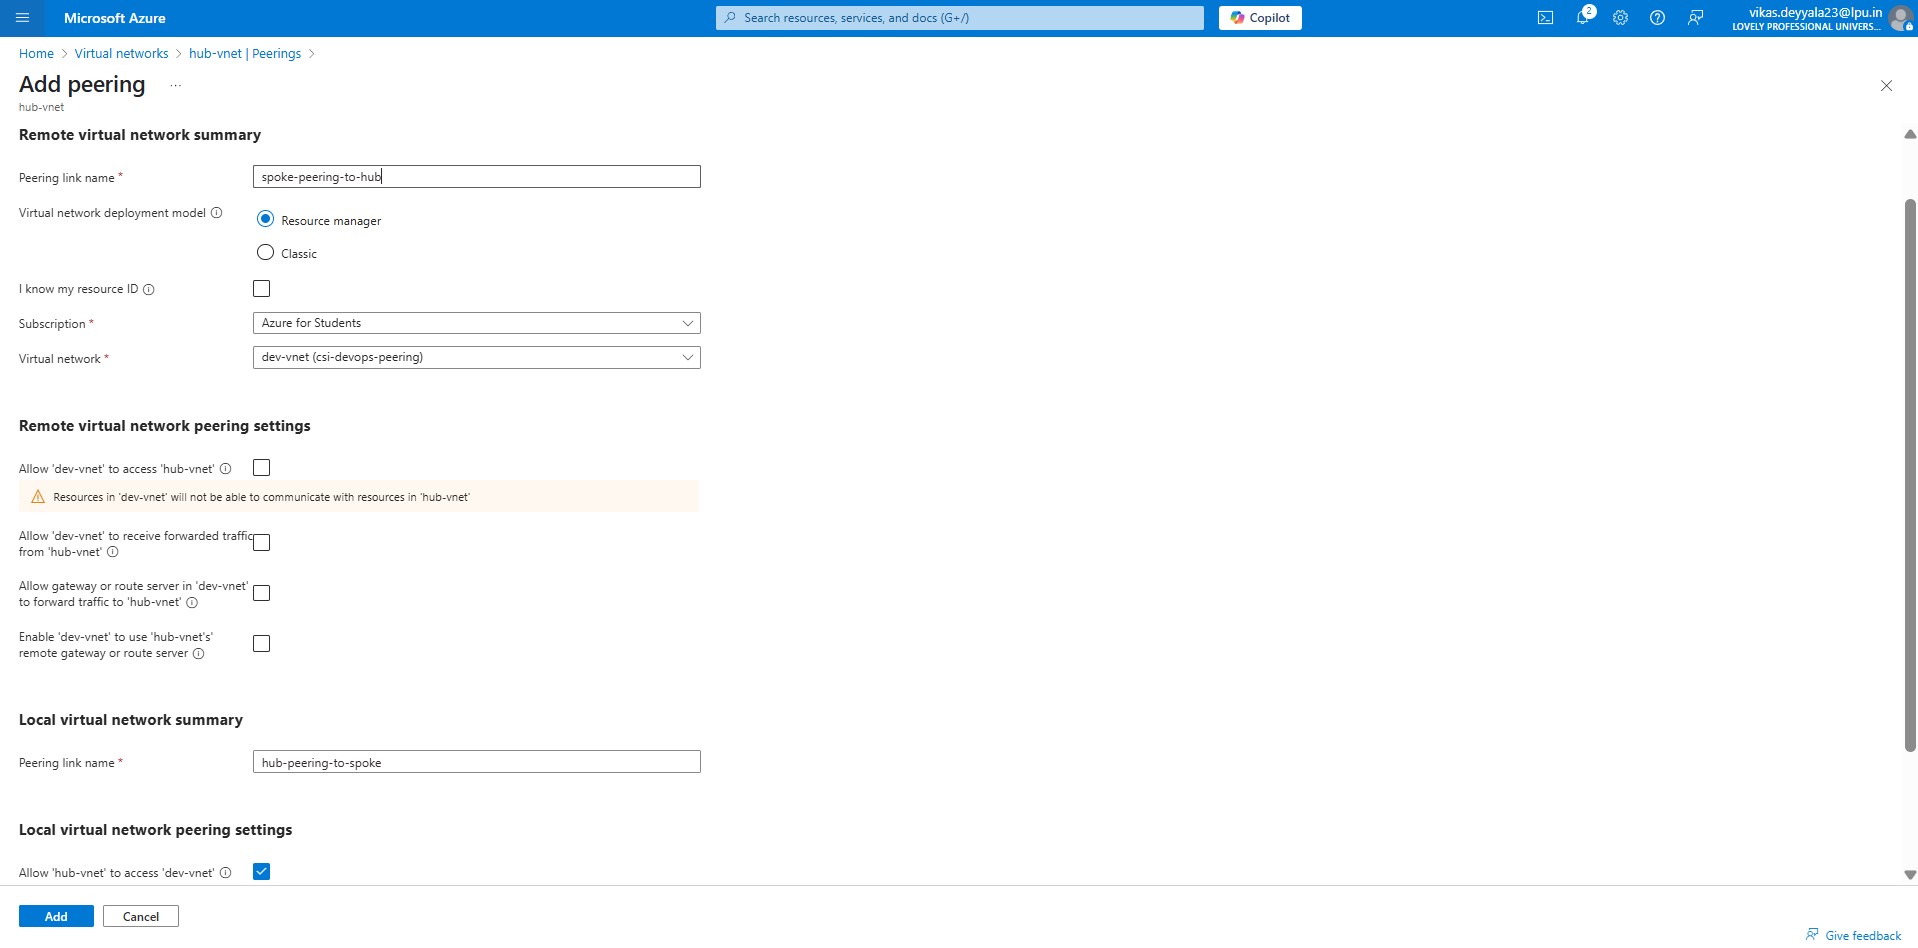 Microsoft Azure
Search resources, services, and docs (G+/)
Copilot
2
vikas.deyyala23@lpu.in
LOVELY PROFESSIONAL UNIVERS...
Home > Virtual networks > hub-vnet | Peerings >
Add peering ...
hub-vnet
Remote virtual network summary
Peering link name * spoke-peering-to-hub
Virtual network deployment model Resource manager
Classic
I know my resource ID
Subscription * Azure for Students
Virtual network * dev-vnet (csi-devops-peering)
Remote virtual network peering settings
Allow 'dev-vnet' to access 'hub-vnet'
Resources in 'dev-vnet' will not be able to communicate with resources in 'hub-vnet'
Allow 'dev-vnet' to receive forwarded traffic
from 'hub-vnet'
Allow gateway or route server in 'dev-vnet'
to forward traffic to 'hub-vnet'
Enable 'dev-vnet' to use 'hub-vnet's'
remote gateway or route server
Local virtual network summary
Peering link name * hub-peering-to-spoke
Local virtual network peering settings
Allow 'hub-vnet' to access 'dev-vnet'
Add Cancel
Give feedback